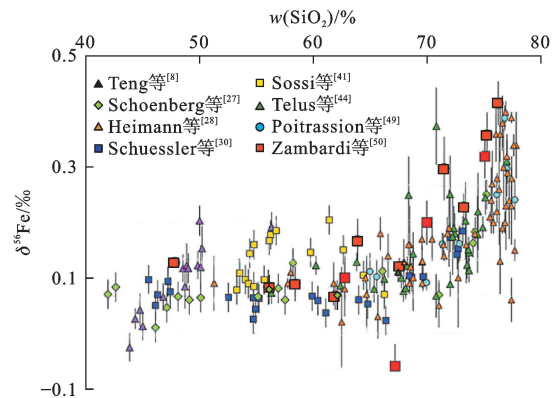 w(SiO₂)/%
40 50 60 70 80
0.5
Teng等[8] Sossi等[41]
Schoenberg等[27] Telus等[44]
Heimann等[28] Poitrassion等[49]
Schuessler等[30] Zambardi等[50]
0.3
δ⁵⁶Fe/‰
0.1
−0.1